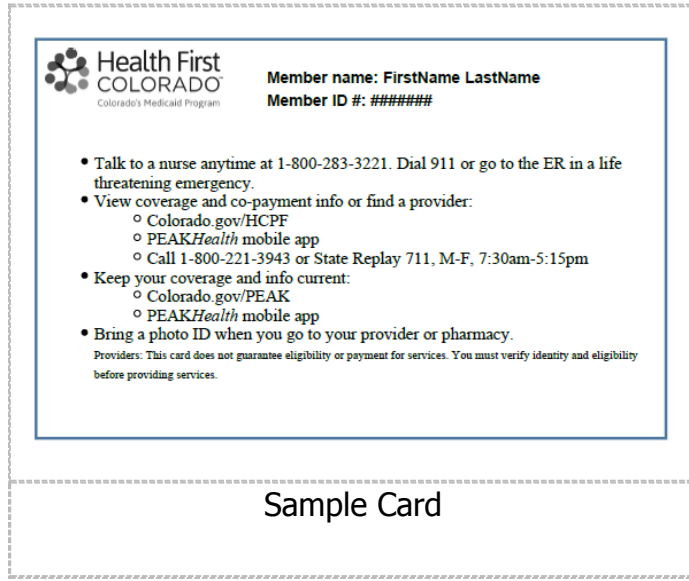 Health First
COLORADO
Colorado's Medicaid Program
Member name: FirstName LastName
Member ID #: #######
• Talk to a nurse anytime at 1-800-283-3221. Dial 911 or go to the ER in a life
threatening emergency.
• View coverage and co-payment info or find a provider:
○ Colorado.gov/HCPF
○ PEAKHealth mobile app
○ Call 1-800-221-3943 or State Replay 711, M-F, 7:30am-5:15pm
• Keep your coverage and info current:
○ Colorado.gov/PEAK
○ PEAKHealth mobile app
• Bring a photo ID when you go to your provider or pharmacy.
Providers: This card does not guarantee eligibility or payment for services. You must verify identity and eligibility
before providing services.
Sample Card